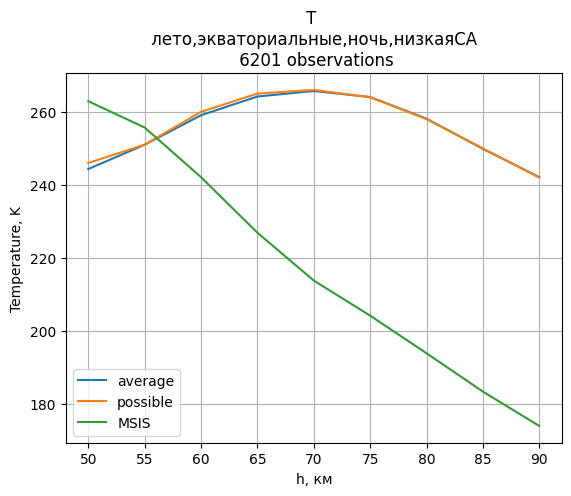 T
лето,экваториальные,ночь,низкаяСА
6201 observations
Temperature, K
260
240
220
200
180
average
possible
MSIS
50 55 60 65 70 75 80 85 90
h, км